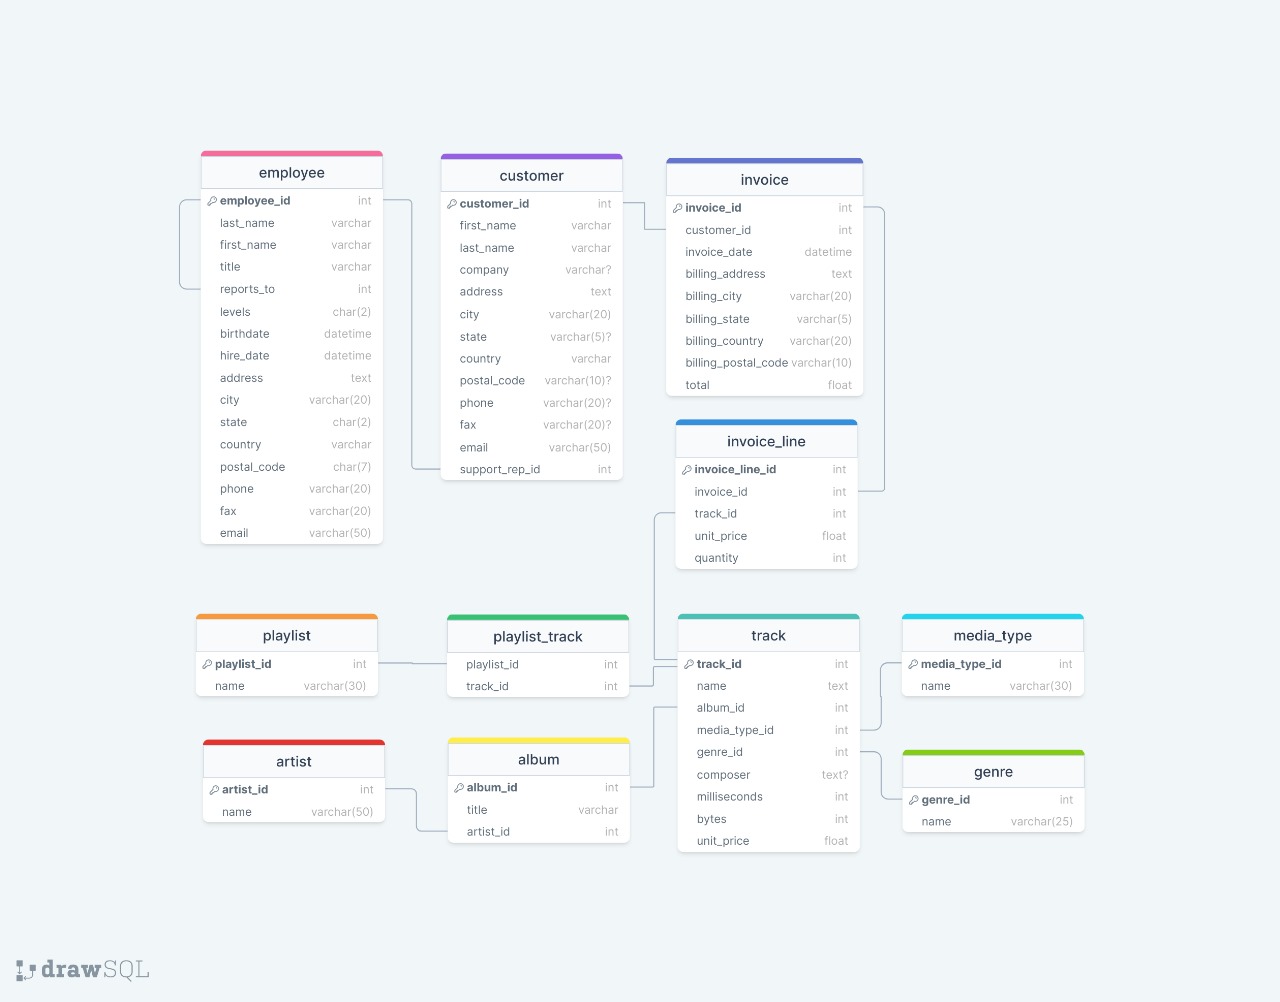 employee
employee_id int
last_name varchar
first_name varchar
title varchar
reports_to int
levels char(2)
birthdate datetime
hire_date datetime
address text
city varchar(20)
state char(2)
country varchar
postal_code char(7)
phone varchar(20)
fax varchar(20)
email varchar(50)
customer
customer_id int
first_name varchar
last_name varchar
company varchar?
address text
city varchar(20)
state varchar(5)?
country varchar
postal_code varchar(10)?
phone varchar(20)?
fax varchar(20)?
email varchar(50)
support_rep_id int
invoice
invoice_id int
customer_id int
invoice_date datetime
billing_address text
billing_city varchar(20)
billing_state varchar(5)
billing_country varchar(20)
billing_postal_code varchar(10)
total float
invoice_line
invoice_line_id int
invoice_id int
track_id int
unit_price float
quantity int
playlist
playlist_id int
name varchar(30)
playlist_track
playlist_id int
track_id int
track
track_id int
name text
album_id int
media_type_id int
genre_id int
composer text?
milliseconds int
bytes int
unit_price float
media_type
media_type_id int
name varchar(30)
artist
artist_id int
name varchar(50)
album
album_id int
title varchar
artist_id int
genre
genre_id int
name varchar(25)
drawSQL